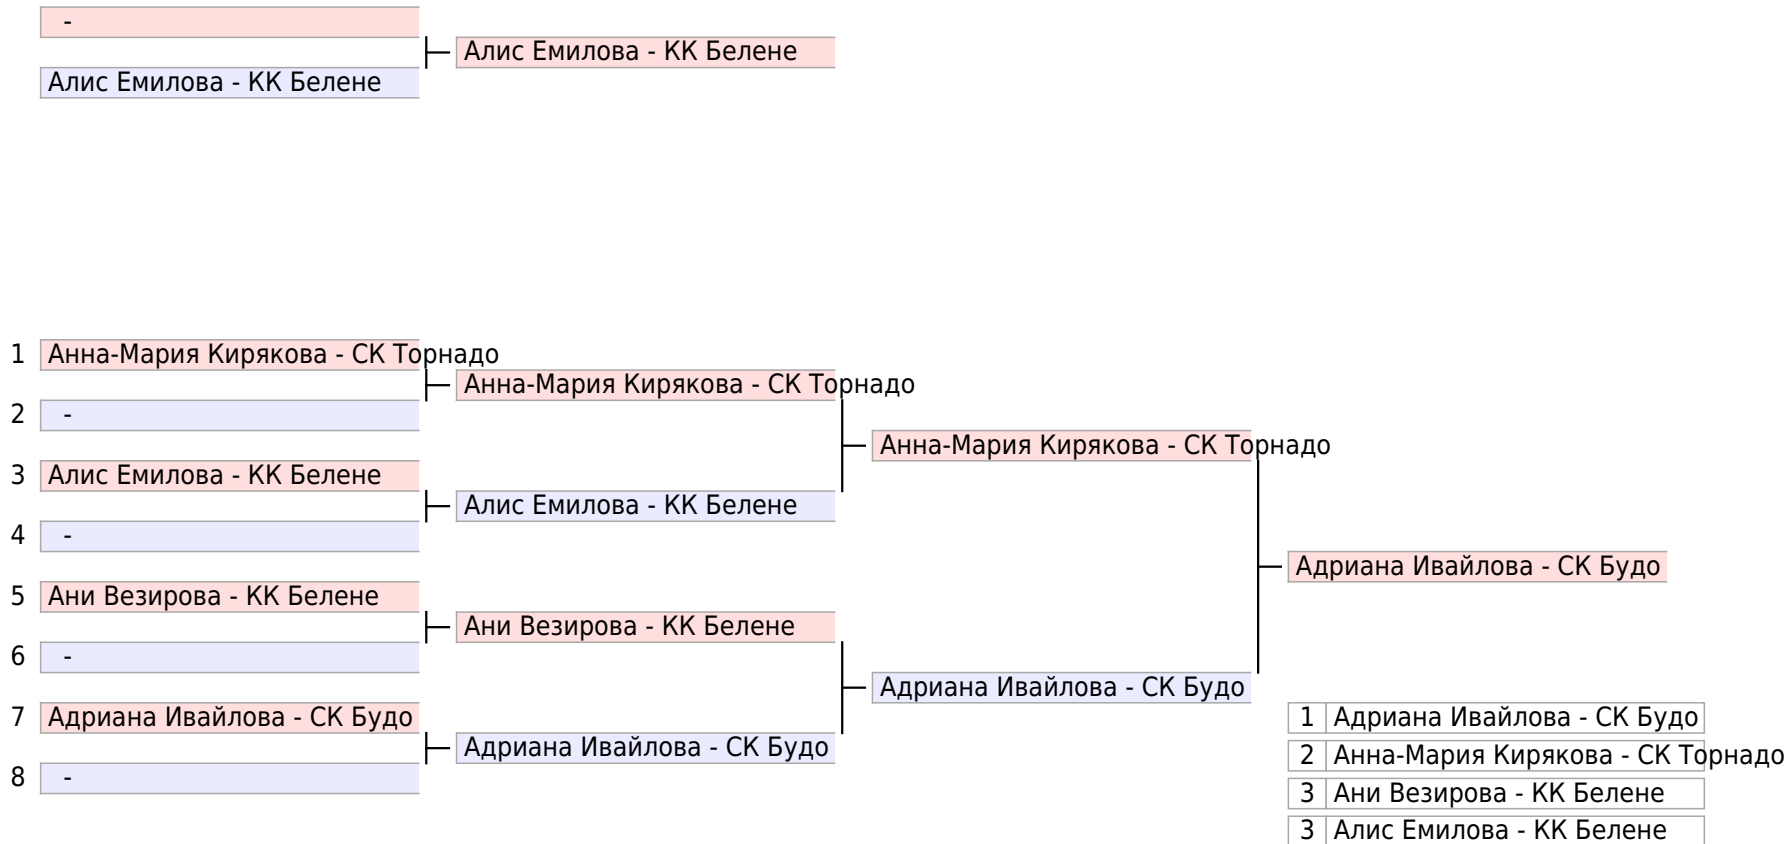 -
Алис Емилова - КК Белене
Алис Емилова - КК Белене
1 Анна-Мария Кирякова - СК Торнадо
Анна-Мария Кирякова - СК Торнадо
2 -
Анна-Мария Кирякова - СК Торнадо
3 Алис Емилова - КК Белене
Алис Емилова - КК Белене
4 -
Адриана Ивайлова - СК Будо
5 Ани Везирова - КК Белене
Ани Везирова - КК Белене
6 -
Адриана Ивайлова - СК Будо
7 Адриана Ивайлова - СК Будо
Адриана Ивайлова - СК Будо
8 -
1 Адриана Ивайлова - СК Будо
2 Анна-Мария Кирякова - СК Торнадо
3 Ани Везирова - КК Белене
3 Алис Емилова - КК Белене